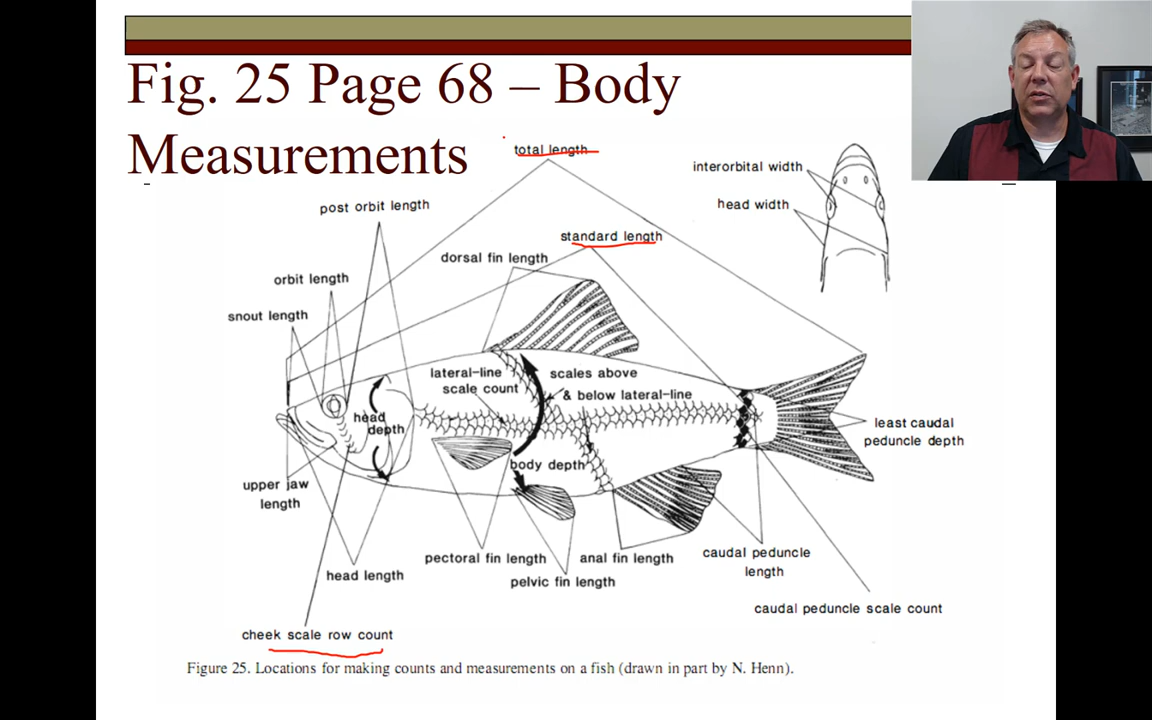 Fig. 25 Page 68 – Body
Measurements
total length
interorbital width
head width
post orbit length
standard length
dorsal fin length
orbit length
snout length
lateral-line
scale count
scales above
& below lateral-line
head
depth
least caudal
peduncle depth
body depth
upper jaw
length
pectoral fin length
anal fin length
caudal peduncle
length
head length
pelvic fin length
caudal peduncle scale count
cheek scale row count
Figure 25. Locations for making counts and measurements on a fish (drawn in part by N. Henn).